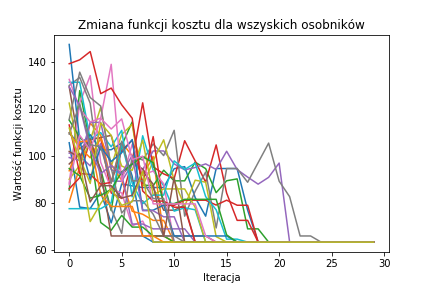 Zmiana funkcji kosztu dla wszyskich osobników
Wartość funkcji kosztu
140
120
100
80
60
0 5 10 15 20 25 30
Iteracja